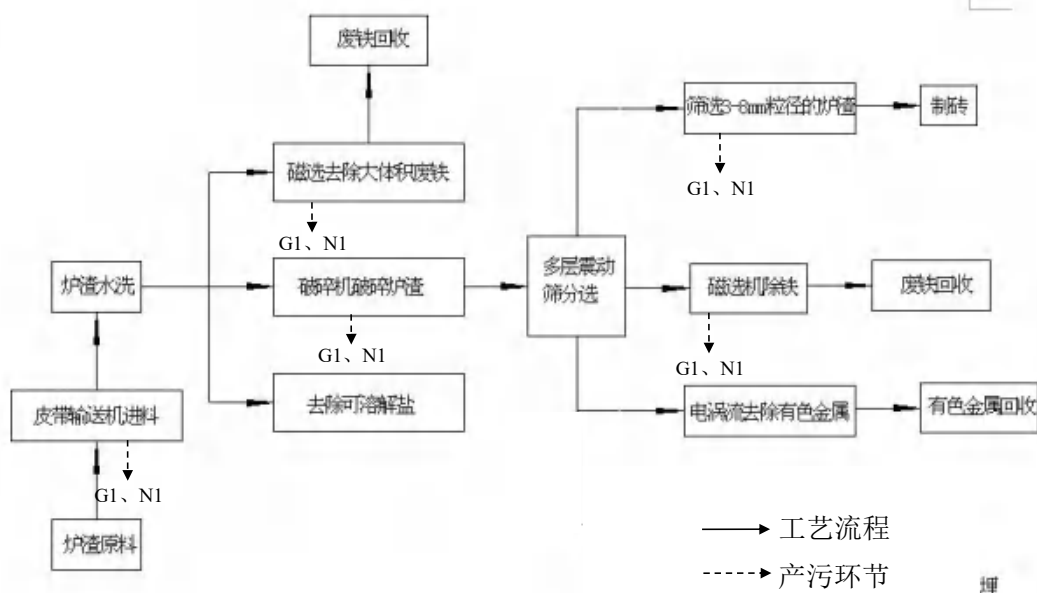 废铁回收
筛选3-8mm粒径的炉渣
制砖
G1、N1
磁选去除大体积废铁
G1、N1
炉渣水洗
破碎机破碎炉渣
G1、N1
多层震动
筛分选
磁选机除铁
废铁回收
G1、N1
皮带输送机进料
G1、N1
去除可溶解盐
电涡流去除有色金属
有色金属回收
炉渣原料
工艺流程
产污环节
埋